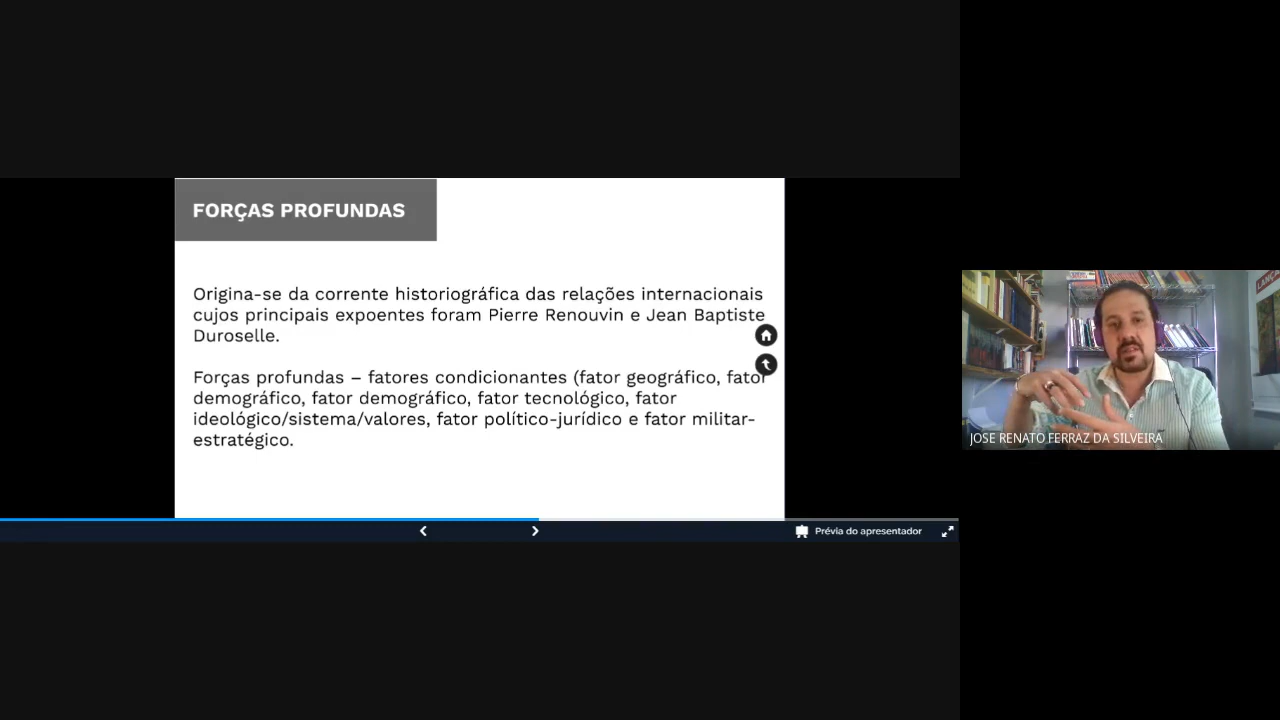 FORÇAS PROFUNDAS
Origina-se da corrente historiográfica das relações internacionais
cujos principais expoentes foram Pierre Renouvin e Jean Baptiste
Duroselle.
Forças profundas – fatores condicionantes (fator geográfico, fator
demográfico, fator demográfico, fator tecnológico, fator
ideológico/sistema/valores, fator político-jurídico e fator militar-
estratégico.
Prévia do apresentador
LANÇA
JOSE RENATO FERRAZ DA SILVEIRA